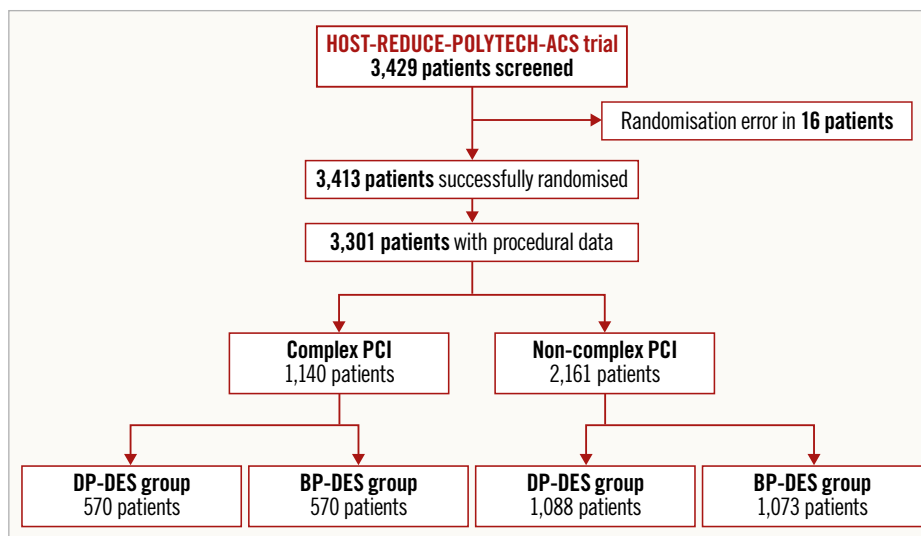 HOST-REDUCE-POLYTECH-ACS trial
3,429 patients screened
Randomisation error in 16 patients
3,413 patients successfully randomised
3,301 patients with procedural data
Complex PCI
1,140 patients
Non-complex PCI
2,161 patients
DP-DES group
570 patients
BP-DES group
570 patients
DP-DES group
1,088 patients
BP-DES group
1,073 patients